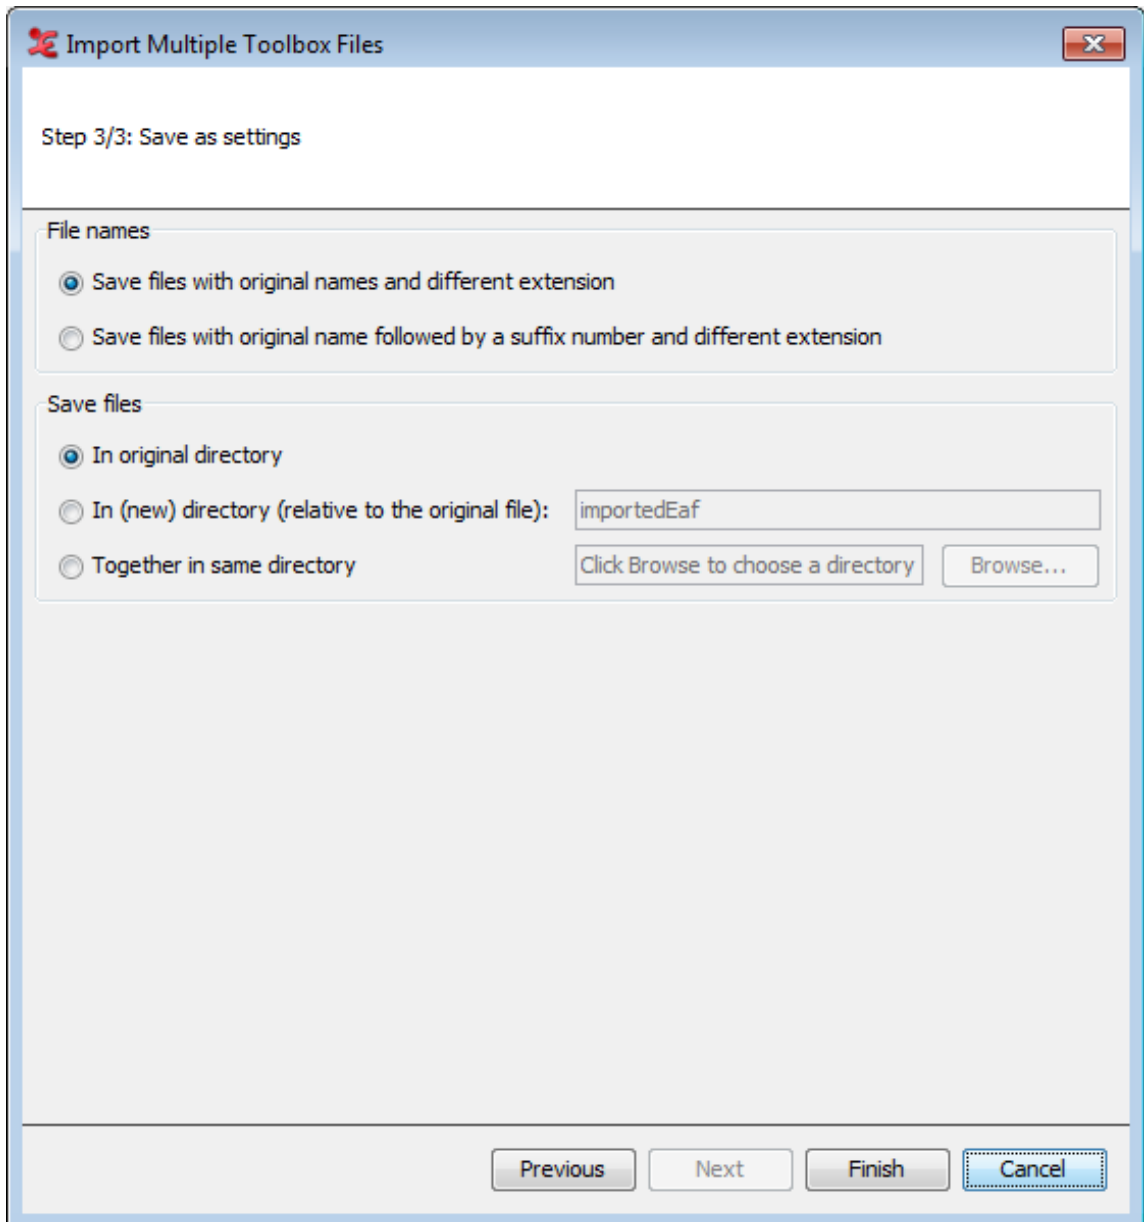 Import Multiple Toolbox Files
Step 3/3: Save as settings
File names
Save files with original names and different extension
Save files with original name followed by a suffix number and different extension
Save files
In original directory
In (new) directory (relative to the original file): importedEaf
Together in same directory Click Browse to choose a directory Browse...
Previous Next Finish Cancel